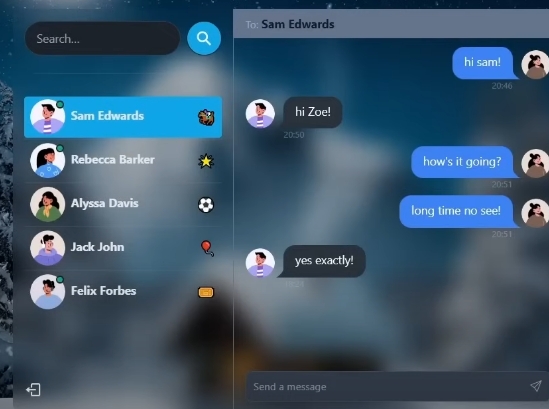 Search...
Sam Edwards
Rebecca Barker
Alyssa Davis
Jack John
Felix Forbes
To: Sam Edwards
hi sam!
20:46
hi Zoe!
20:50
how's it going?
20:51
long time no see!
20:51
yes exactly!
Send a message